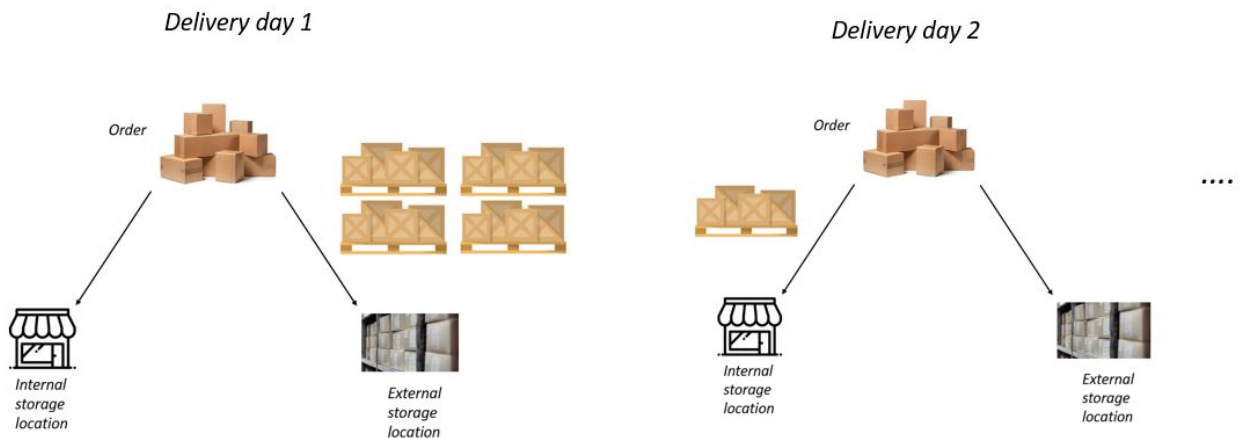 Delivery day 1
Order
Internal
storage
location
External
storage
location
Delivery day 2
Order
Internal
storage
location
External
storage
location
....